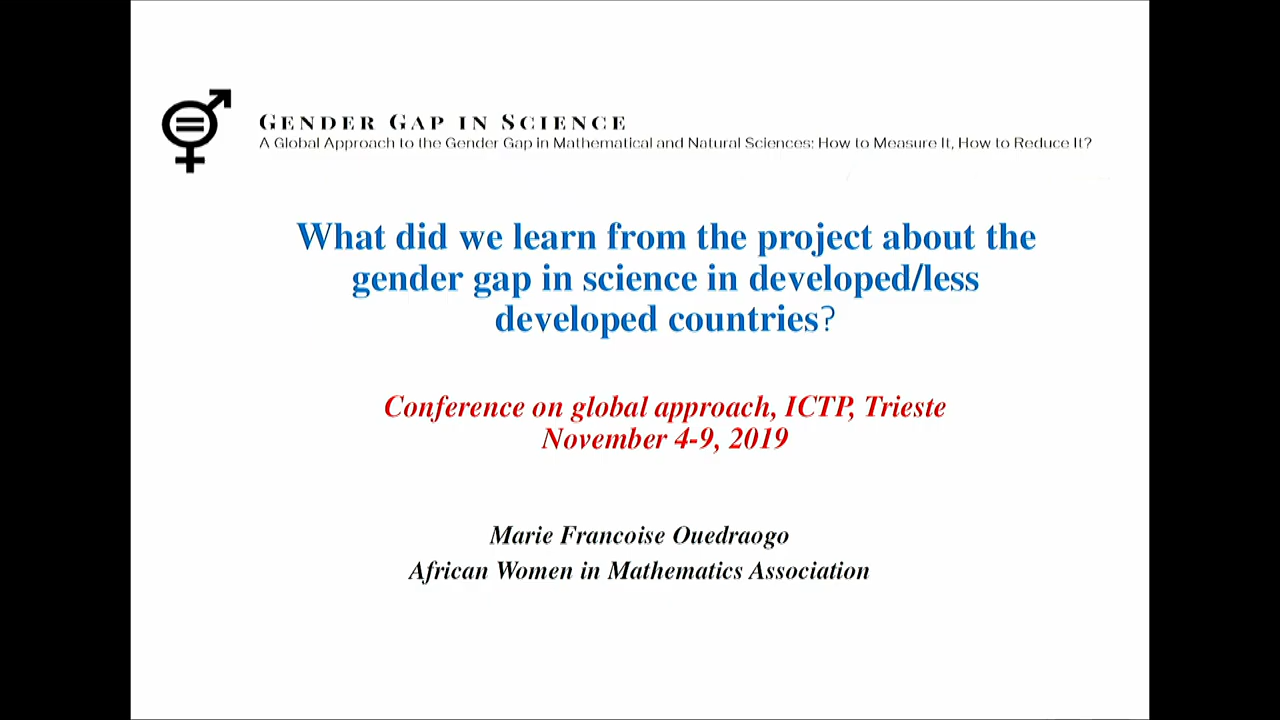 GENDER GAP IN SCIENCE
A Global Approach to the Gender Gap in Mathematical and Natural Sciences: How to Measure It, How to Reduce It?
What did we learn from the project about the
gender gap in science in developed/less
developed countries?
Conference on global approach, ICTP, Trieste
November 4-9, 2019
Marie Francoise Ouedraogo
African Women in Mathematics Association